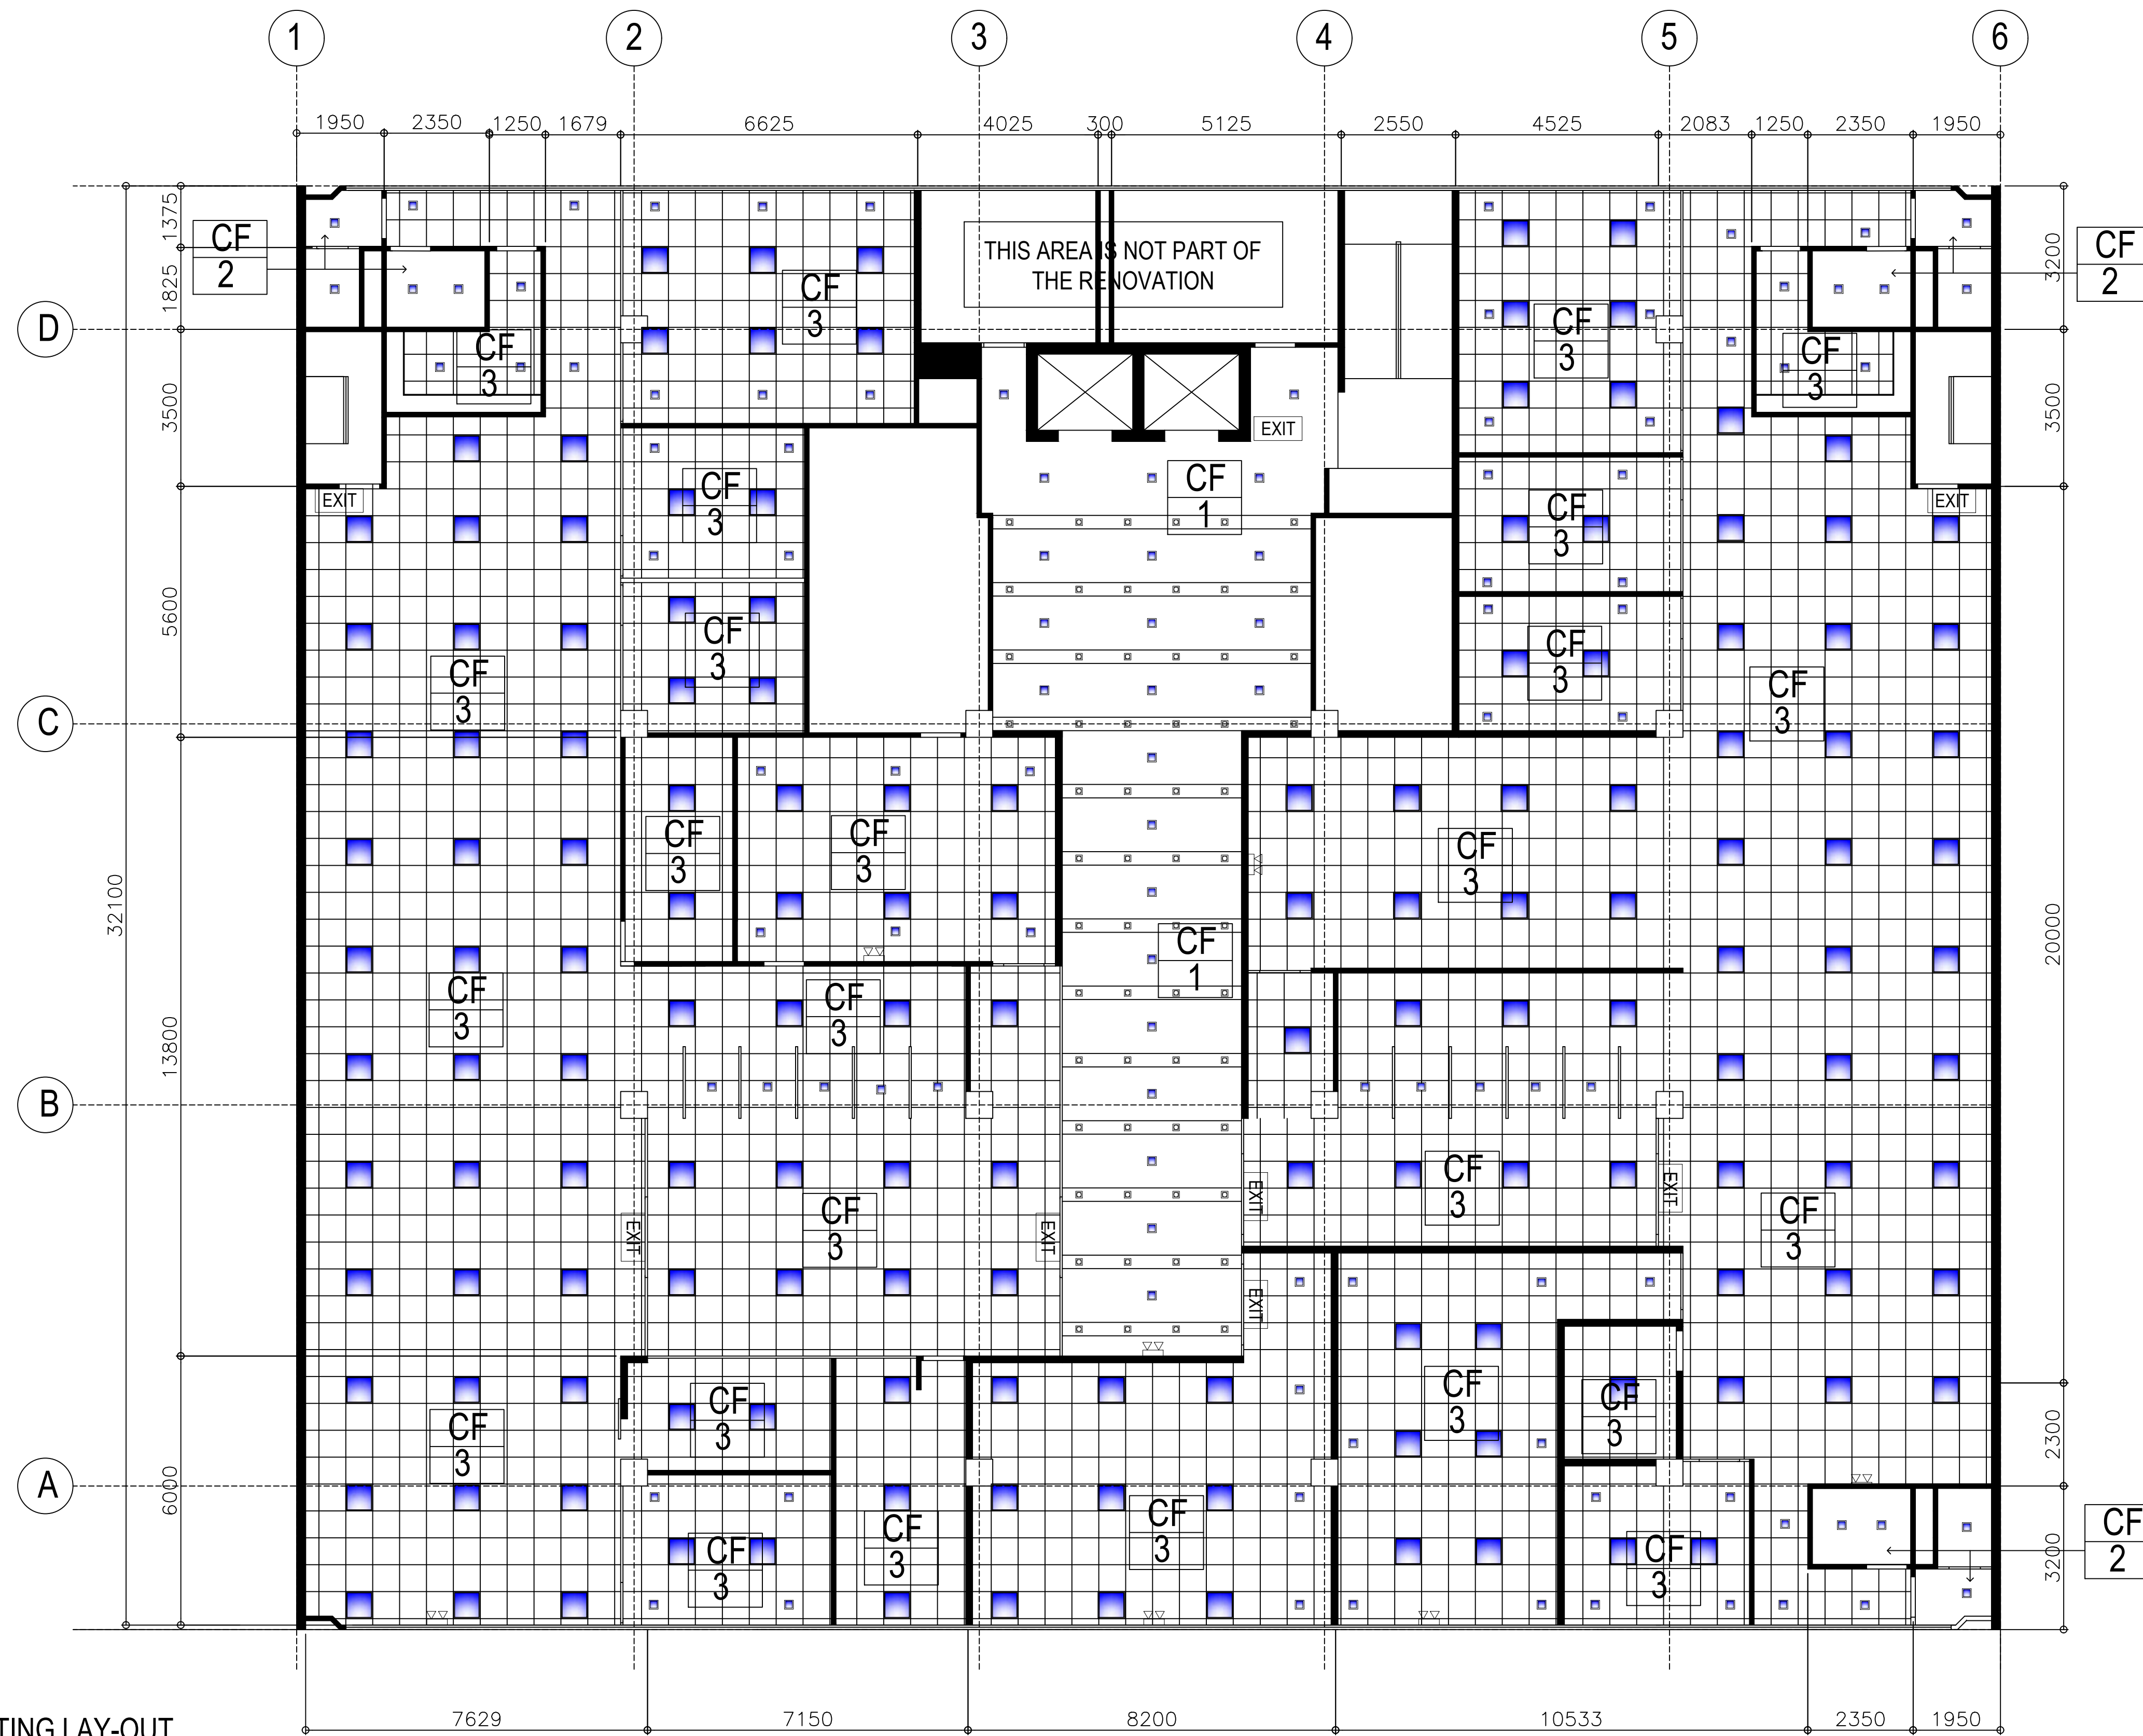 1
2
3
4
5
6
1950
2350
1250
1679
6625
4025
300
5125
2550
4525
2083
1250
2350
1950
1375
1825
3500
5600
32100
13800
6000
3200
3500
20000
2300
3200
D
C
B
A
CF
2
CF
3
THIS AREA IS NOT PART OF
THE RENOVATION
CF
3
CF
3
CF
3
CF
2
EXIT
EXIT
EXIT
CF
3
CF
1
CF
3
CF
3
CF
3
CF
3
CF
3
CF
3
CF
3
CF
3
CF
1
CF
3
CF
3
CF
3
EXIT
CF
3
EXIT
EXIT
CF
3
EXIT
CF
3
EXIT
CF
3
CF
3
CF
3
CF
3
CF
3
CF
3
CF
3
CF
3
CF
2
TING LAY-OUT
7629
7150
8200
10533
2350
1950